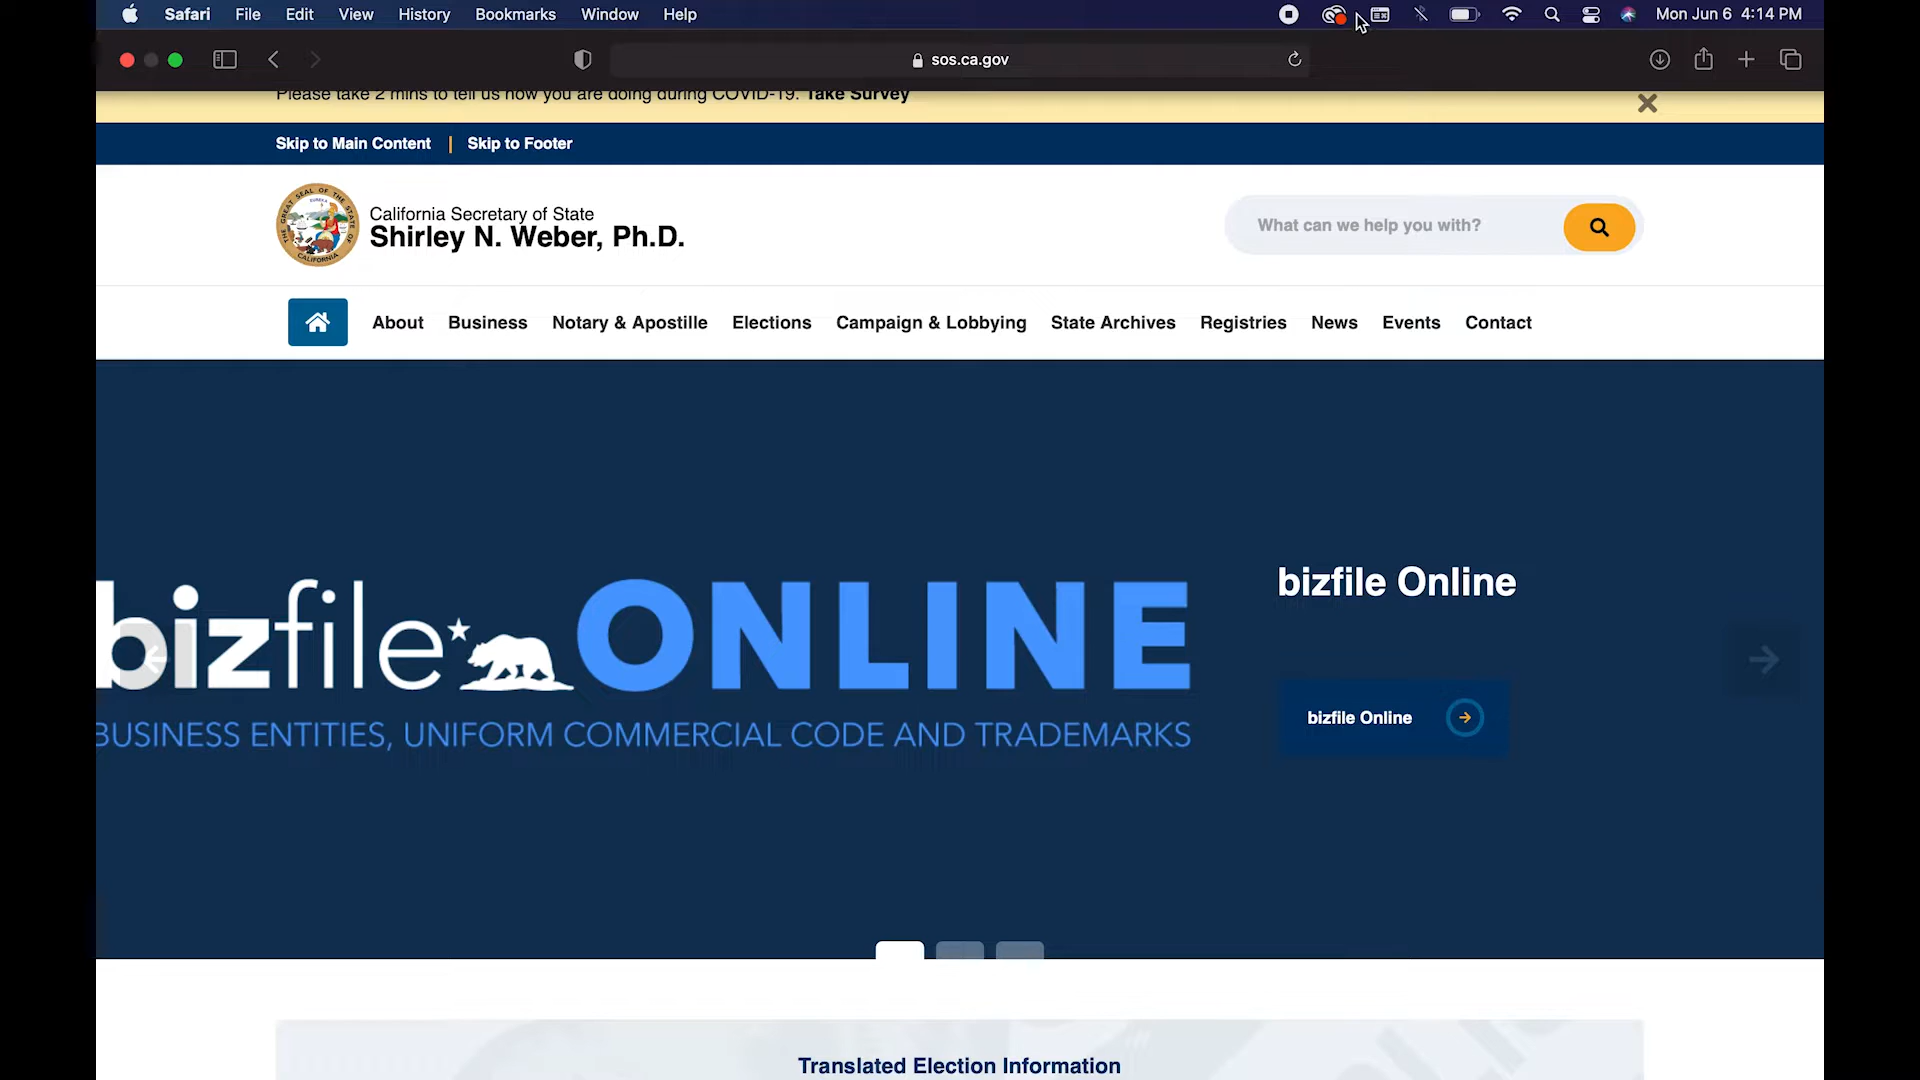 Safari File Edit View History Bookmarks Window Help Mon Jun 6 4:14 PM
sos.ca.gov
Please take 2 mins to tell us how you are doing during COVID-19. Take Survey
Skip to Main Content | Skip to Footer
California Secretary of State
Shirley N. Weber, Ph.D.
What can we help you with?
About Business Notary & Apostille Elections Campaign & Lobbying State Archives Registries News Events Contact
bizfile ONLINE
BUSINESS ENTITIES, UNIFORM COMMERCIAL CODE AND TRADEMARKS
bizfile Online
bizfile Online
Translated Election Information